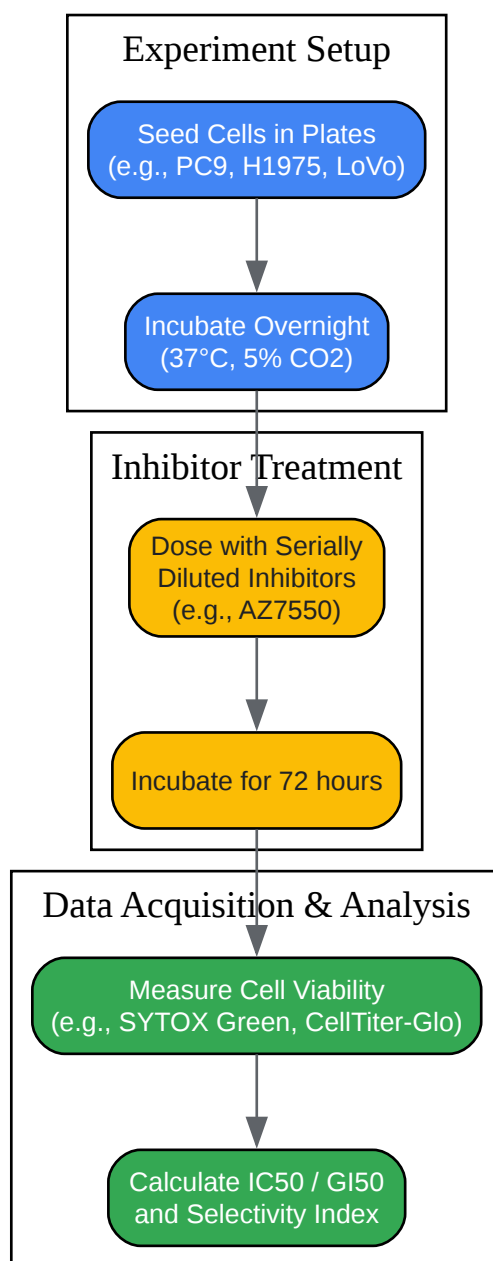 Experiment Setup
Seed Cells in Plates
(e.g., PC9, H1975, LoVo)
Incubate Overnight
(37°C, 5% CO2)
Inhibitor Treatment
Dose with Serially
Diluted Inhibitors
(e.g., AZ7550)
Incubate for 72 hours
Data Acquisition & Analysis
Measure Cell Viability
(e.g., SYTOX Green, CellTiter-Glo)
Calculate IC50 / GI50
and Selectivity Index